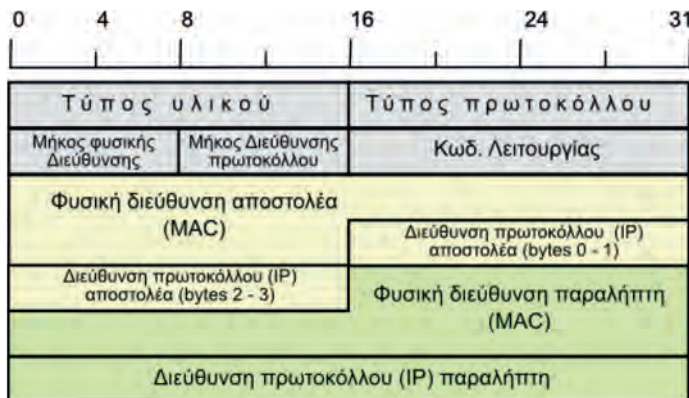 0 4 8 16 24 31
Τύπος υλικού
Τύπος πρωτοκόλλου
Μήκος φυσικής
Διεύθυνσης
Μήκος Διεύθυνσης
πρωτοκόλλου
Κωδ. Λειτουργίας
Φυσική διεύθυνση αποστολέα
(MAC)
Διεύθυνση πρωτοκόλλου (IP)
αποστολέα (bytes 0 - 1)
Διεύθυνση πρωτοκόλλου (IP)
αποστολέα (bytes 2 - 3)
Φυσική διεύθυνση παραλήπτη
(MAC)
Διεύθυνση πρωτοκόλλου (IP) παραλήπτη